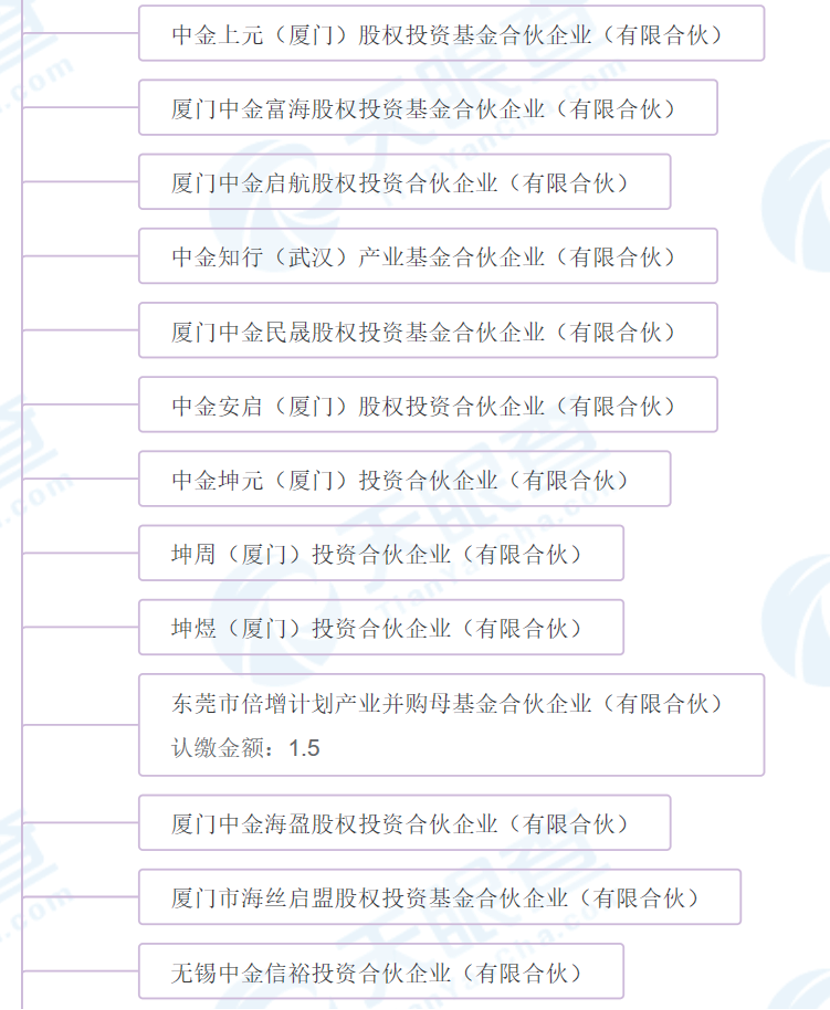 中金上元（厦门）股权投资基金合伙企业（有限合伙）
厦门中金富海股权投资基金合伙企业（有限合伙）
厦门中金启航股权投资合伙企业（有限合伙）
中金知行（武汉）产业基金合伙企业（有限合伙）
厦门中金民晟股权投资基金合伙企业（有限合伙）
中金安启（厦门）股权投资合伙企业（有限合伙）
中金坤元（厦门）投资合伙企业（有限合伙）
坤周（厦门）投资合伙企业（有限合伙）
坤煜（厦门）投资合伙企业（有限合伙）
东莞市倍增计划产业并购母基金合伙企业（有限合伙）
认缴金额：1.5
厦门中金海盈股权投资合伙企业（有限合伙）
厦门市海丝启盟股权投资基金合伙企业（有限合伙）
无锡中金信裕投资合伙企业（有限合伙）
天眼查
TianYanCha.com